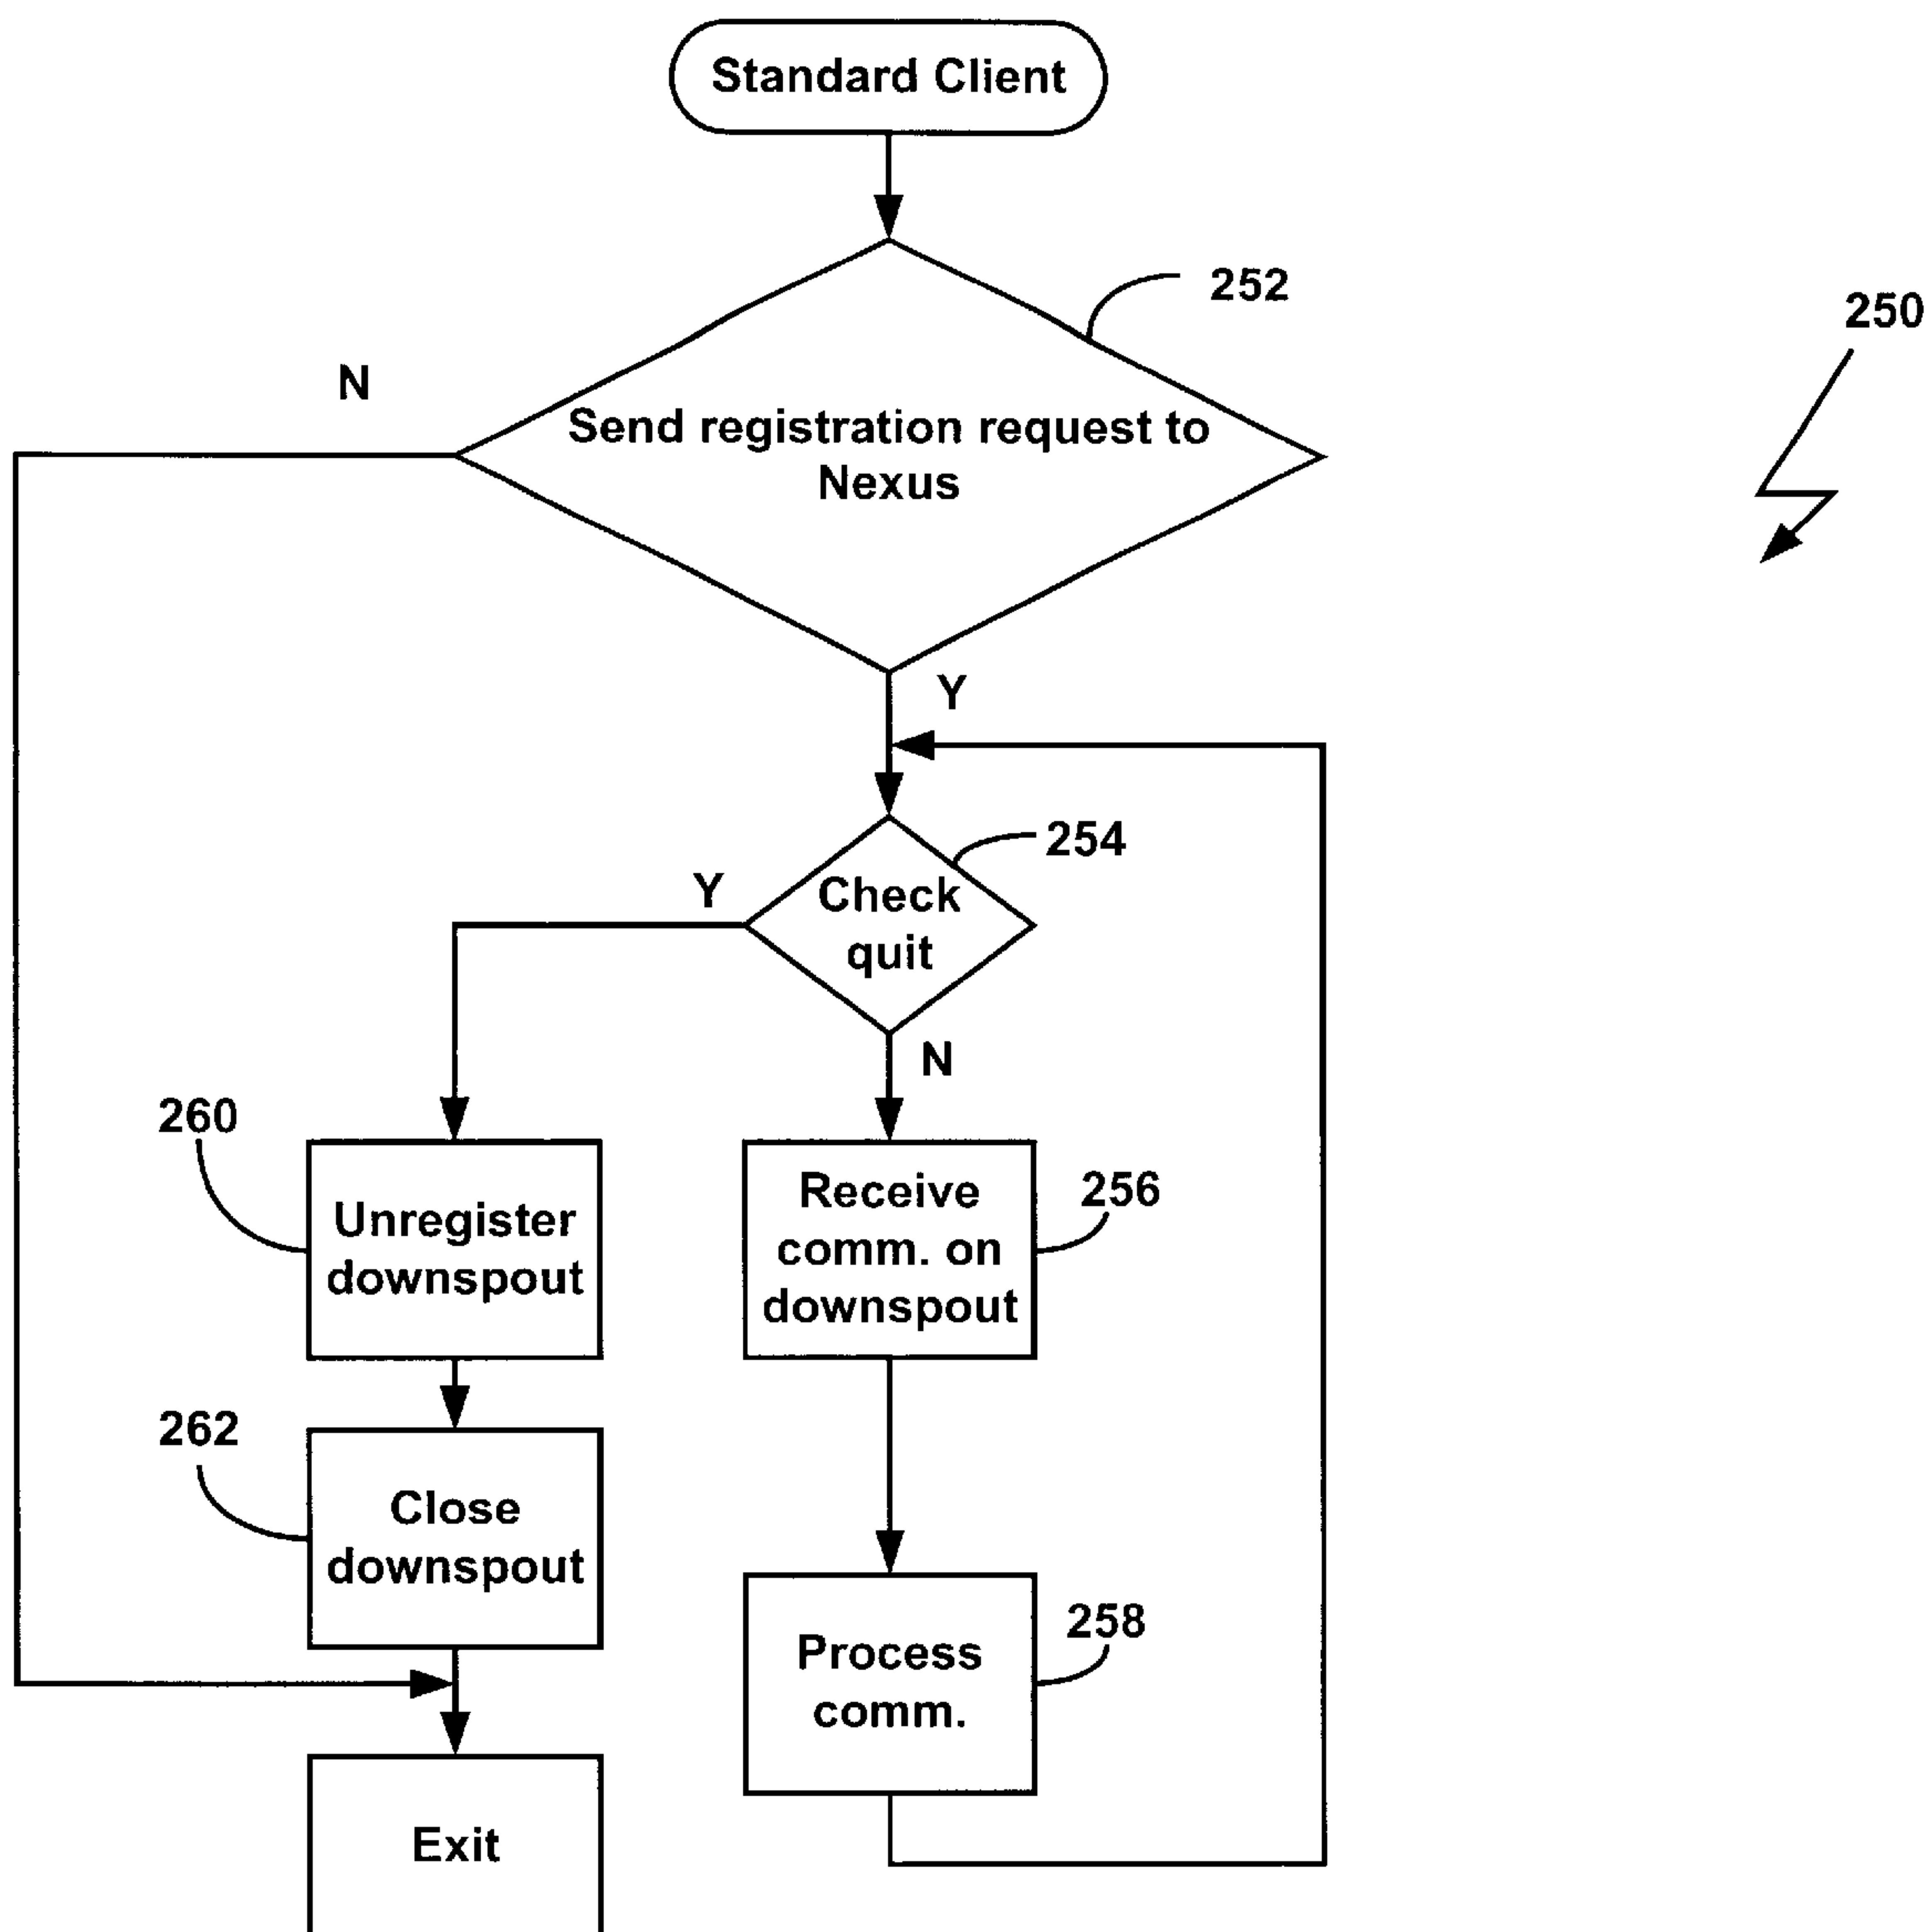 Standard Client
252
250
N
Send registration request to
Nexus
Y
254
Y
Check
quit
N
260
Unregister
downspout
Receive
comm. on
downspout
256
262
Close
downspout
258
Process
comm.
Exit